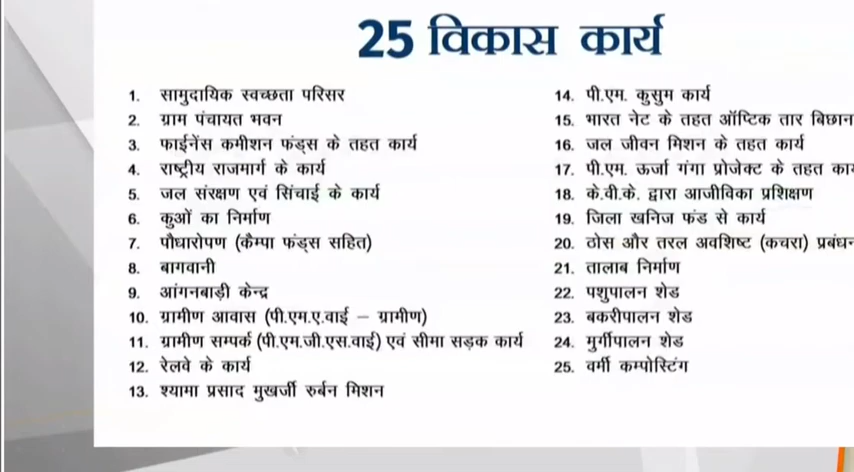 25 विकास कार्य
1. सामुदायिक स्वच्छता परिसर
2. ग्राम पंचायत भवन
3. फाईनेंस कमीशन फंड्स के तहत कार्य
4. राष्ट्रीय राजमार्ग के कार्य
5. जल संरक्षण एवं सिंचाई के कार्य
6. कुओं का निर्माण
7. पौधारोपण (कैम्पा फंड्स सहित)
8. बागवानी
9. आंगनबाड़ी केन्द्र
10. ग्रामीण आवास (पी.एम.ए.वाई – ग्रामीण)
11. ग्रामीण सम्पर्क (पी.एम.जी.एस.वाई) एवं सीमा सड़क कार्य
12. रेलवे के कार्य
13. श्यामा प्रसाद मुखर्जी रुर्बन मिशन
14. पी.एम. कुसुम कार्य
15. भारत नेट के तहत ऑप्टिक तार बिछान
16. जल जीवन मिशन के तहत कार्य
17. पी.एम. ऊर्जा गंगा प्रोजेक्ट के तहत
18. के.वी.के. द्वारा आजीविका प्रशिक्षण
19. जिला खनिज फंड से कार्य
20. ठोस और तरल अवशिष्ट (कचरा) प्रबंधन
21. तालाब निर्माण
22. पशुपालन शेड
23. बकरीपालन शेड
24. मुर्गीपालन शेड
25. वर्मी कम्पोस्टिंग